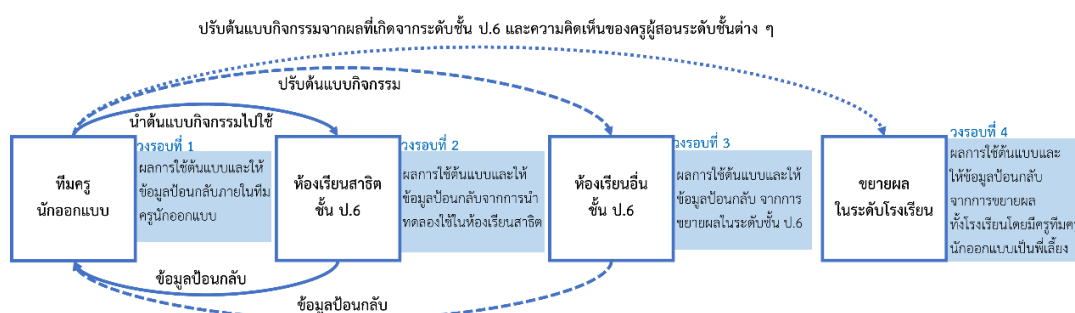 ปรับต้นแบบกิจกรรมจากผลที่เกิดจากระดับชั้น ป.6 และความคิดเห็นของครูผู้สอนระดับชั้นต่าง ๆ
ปรับต้นแบบกิจกรรม
นำต้นแบบกิจกรรมไปใช้
ทีมครู
นักออกแบบ
วงรอบที่ 1
ผลการใช้ต้นแบบและให้
ข้อมูลป้อนกลับภายในทีม
ครูนักออกแบบ
ห้องเรียนสาธิต
ชั้น ป.6
วงรอบที่ 2
ผลการใช้ต้นแบบและให้
ข้อมูลป้อนกลับจากการนำ
ทดลองใช้ในห้องเรียนสาธิต
ห้องเรียนอื่น
ชั้น ป.6
วงรอบที่ 3
ผลการใช้ต้นแบบและให้
ข้อมูลป้อนกลับ จากการ
ขยายผลในระดับชั้น ป.6
ขยายผล
ในระดับโรงเรียน
วงรอบที่ 4
ผลการใช้ต้นแบบและ
ให้ข้อมูลป้อนกลับ
จากการขยายผล
ทั้งโรงเรียนโดยมีครูทีมคร
นักออกแบบเป็นพี่เลี้ยง
ข้อมูลป้อนกลับ
ข้อมูลป้อนกลับ